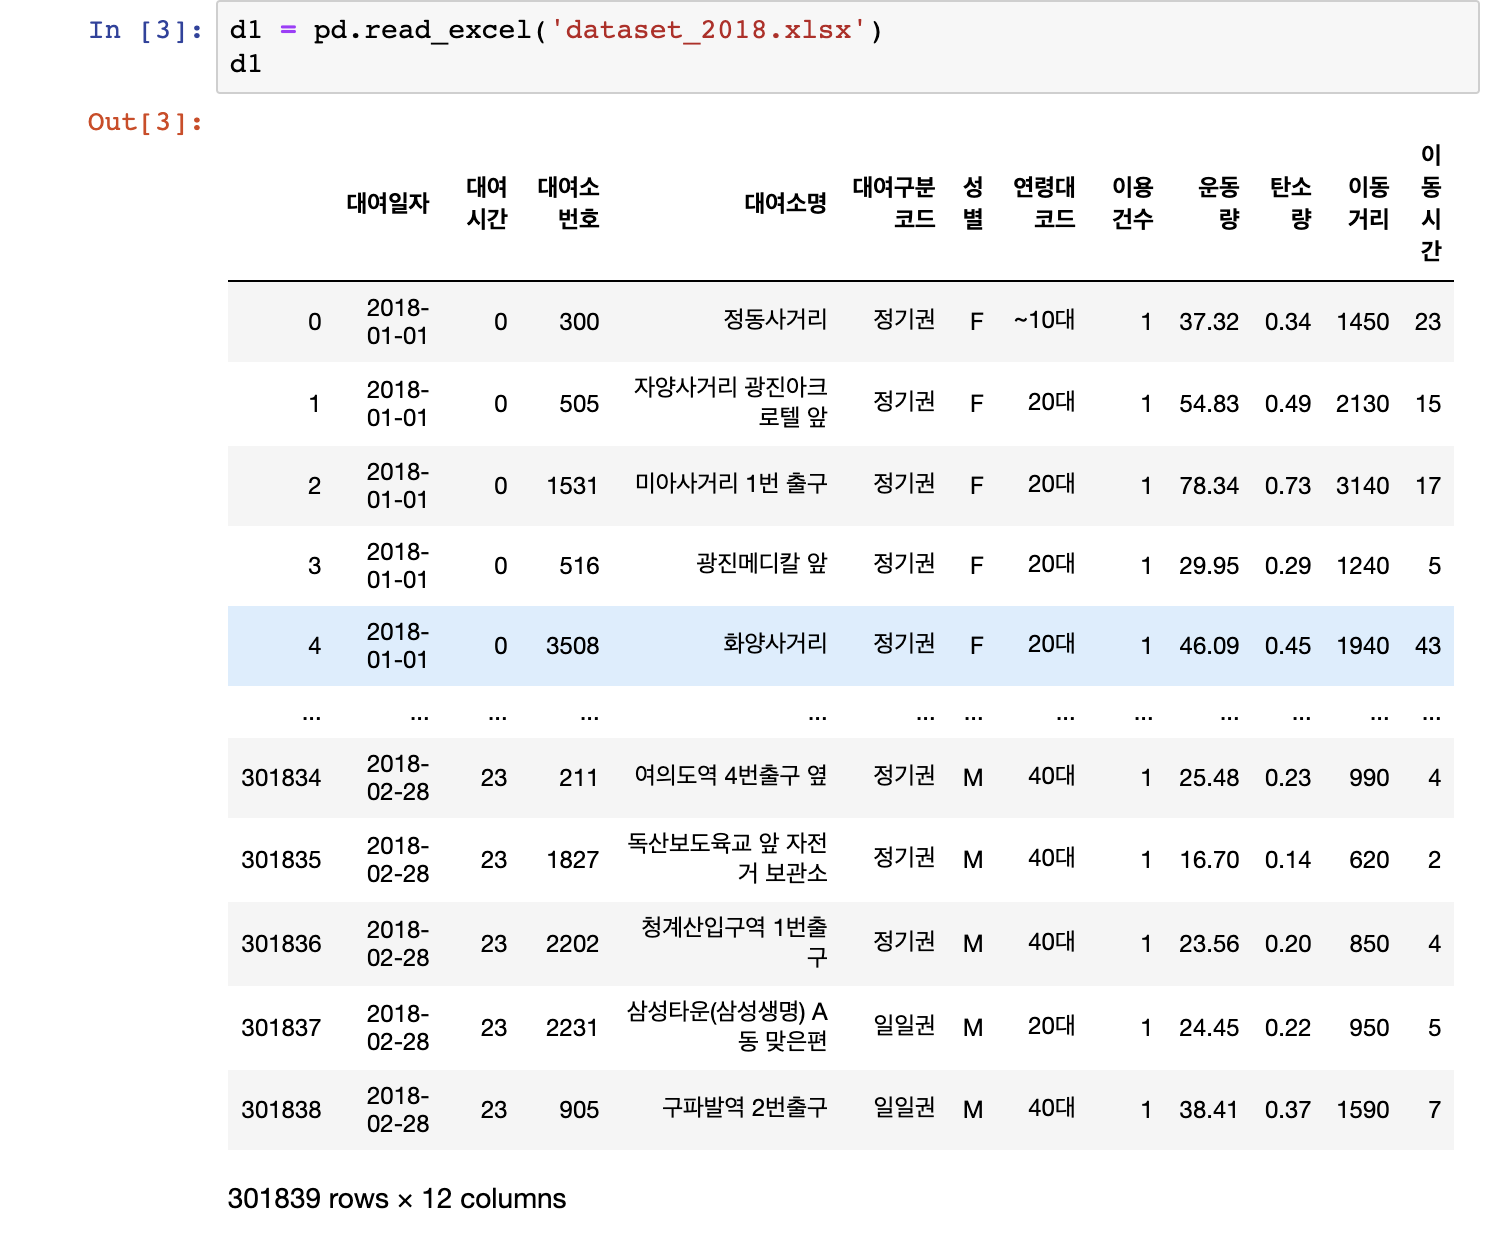 In [3]: d1 = pd.read_excel('dataset_2018.xlsx')
d1
Out[3]:
대여일자 대여시간 대여소번호 대여소명 대여구분코드 성별 연령대코드 이용건수 운동량 탄소량 이동거리 이동시간
0 2018-01-01 0 300 정동사거리 정기권 F ~10대 1 37.32 0.34 1450 23
1 2018-01-01 0 505 자양사거리 광진아크로텔 앞 정기권 F 20대 1 54.83 0.49 2130 15
2 2018-01-01 0 1531 미아사거리 1번 출구 정기권 F 20대 1 78.34 0.73 3140 17
3 2018-01-01 0 516 광진메디칼 앞 정기권 F 20대 1 29.95 0.29 1240 5
4 2018-01-01 0 3508 화양사거리 정기권 F 20대 1 46.09 0.45 1940 43
... ... ... ... ... ... ... ... ... ... ... ... ...
301834 2018-02-28 23 211 여의도역 4번출구 옆 정기권 M 40대 1 25.48 0.23 990 4
301835 2018-02-28 23 1827 독산보도육교 앞 자전거 보관소 정기권 M 40대 1 16.70 0.14 620 2
301836 2018-02-28 23 2202 청계산입구역 1번출구 정기권 M 40대 1 23.56 0.20 850 4
301837 2018-02-28 23 2231 삼성타운(삼성생명) A동 맞은편 일일권 M 20대 1 24.45 0.22 950 5
301838 2018-02-28 23 905 구파발역 2번출구 일일권 M 40대 1 38.41 0.37 1590 7
301839 rows × 12 columns